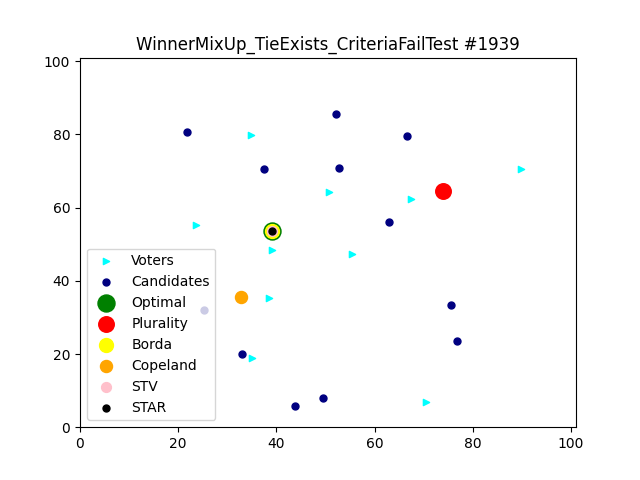 WinnerMixUp_TieExists_CriteriaFailTest #1939
100
80
60
40
20
0
Voters
Candidates
Optimal
Plurality
Borda
Copeland
STV
STAR
0 20 40 60 80 100